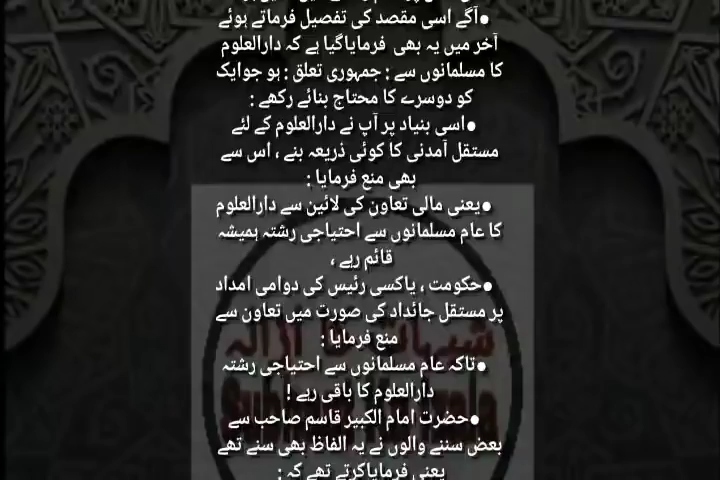 ●آگے اسی مقصد کی تفصیل فرماتے ہوئے
آخر میں یہ بھی فرمایاگیا ہے کہ دارالعلوم
کا مسلمانوں سے : جمہوری تعلق : ہو جوایک
کو دوسرے کا محتاج بنائے رکھے :
●اسی بنیاد پر آپ نے دارالعلوم کے لئے
مستقل آمدنی کا کوئی ذریعہ بنے ، اس سے
بھی منع فرمایا :
●یعنی مالی تعاون کی لائین سے دارالعلوم
کا عام مسلمانوں سے احتیاجی رشتہ ہمیشہ
قائم رہے ،
●حکومت ، یاکسی رئیس کی دوامی امداد
پر مستقل جائداد کی صورت میں تعاون سے
منع فرمایا :
شبہات کا ازالہ
●تاکہ عام مسلمانوں سے احتیاجی رشتہ
دارالعلوم کا باقی رہے !
●حضرت امام الکبیر قاسم صاحب سے
بعض سننے والوں نے یہ الفاظ بھی سنے تھے
یعنی فرمایاکرتے تھے کہ :